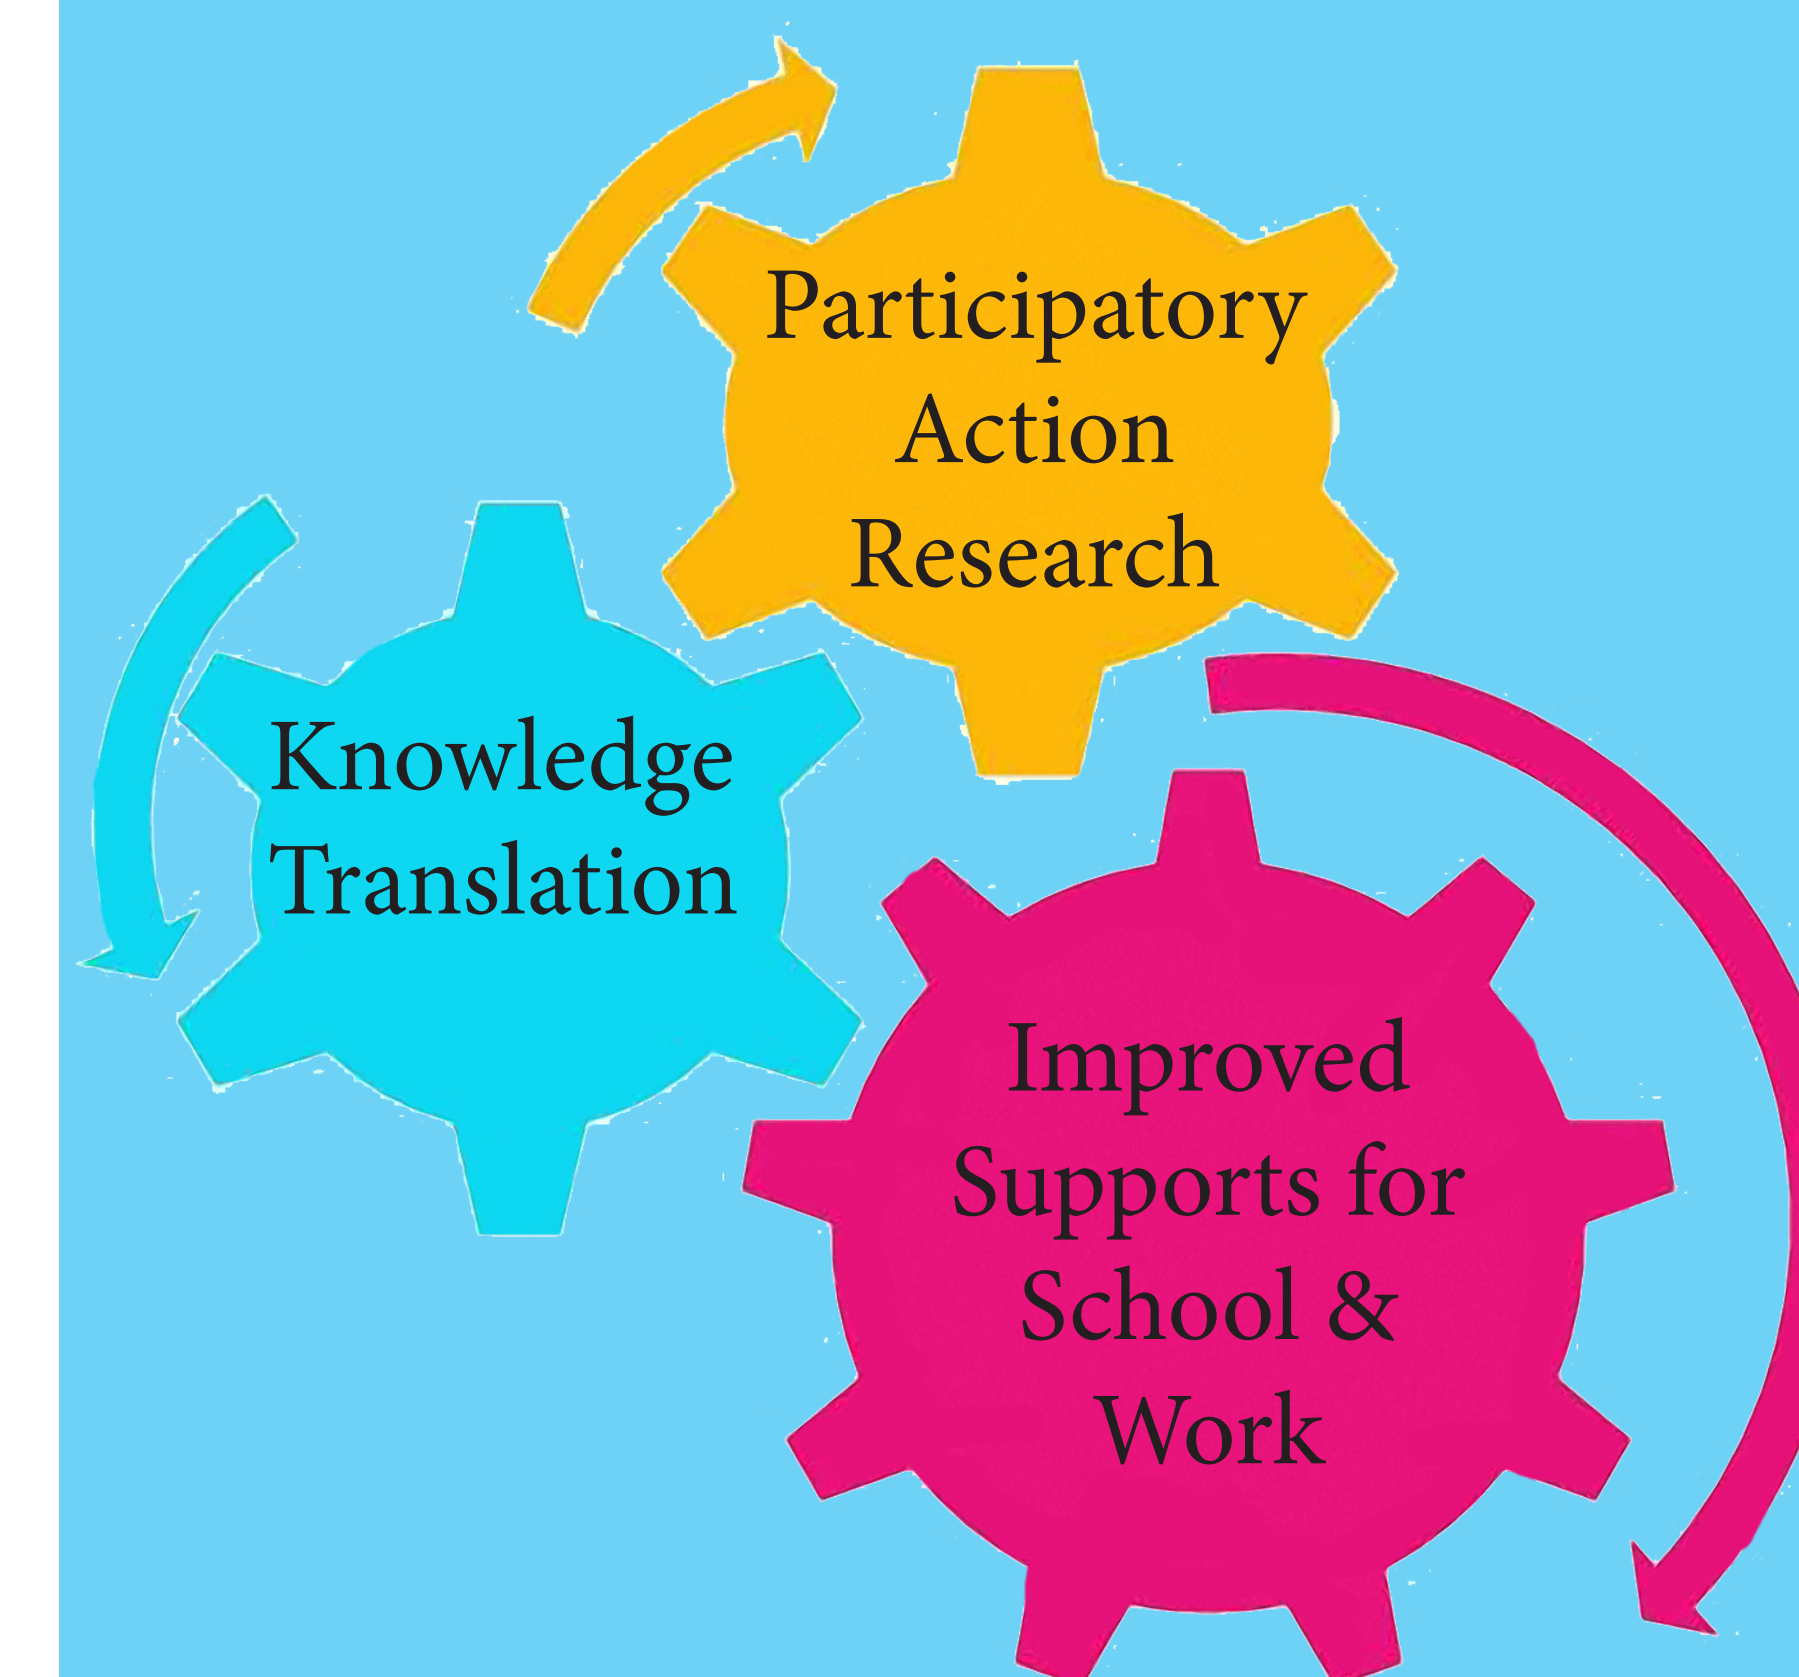 Participatory
Action
Research
Knowledge
Translation
Improved
Supports for
School &
Work